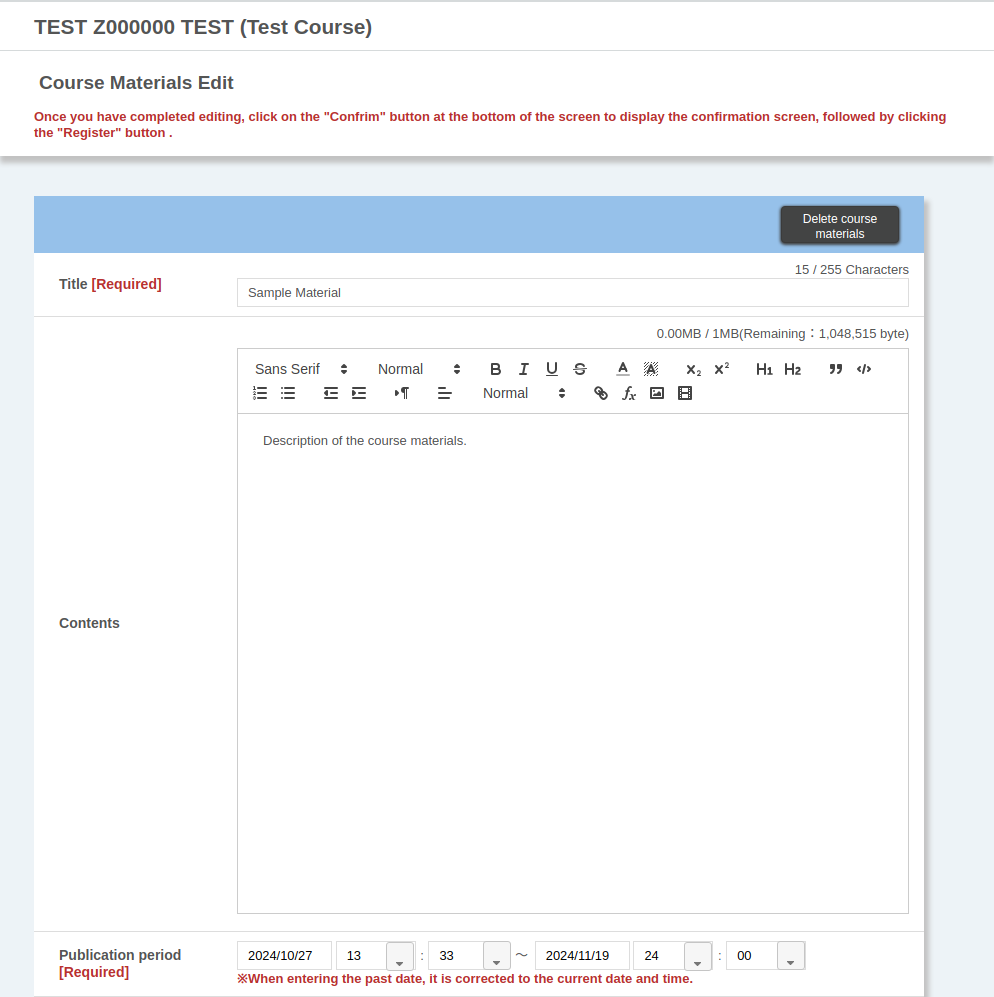 TEST Z000000 TEST (Test Course)
Course Materials Edit
Once you have completed editing, click on the "Confrim" button at the bottom of the screen to display the confirmation screen, followed by clicking
the "Register" button .
Delete course
materials
15 / 255 Characters
Title [Required]
Sample Material
0.00MB / 1MB(Remaining：1,048,515 byte)
Sans Serif Normal B I U S A A X₂ X² H1 H2
Normal fx
Description of the course materials.
Contents
Publication period
[Required]
2024/10/27 13 : 33 ～ 2024/11/19 24 : 00
※When entering the past date, it is corrected to the current date and time.